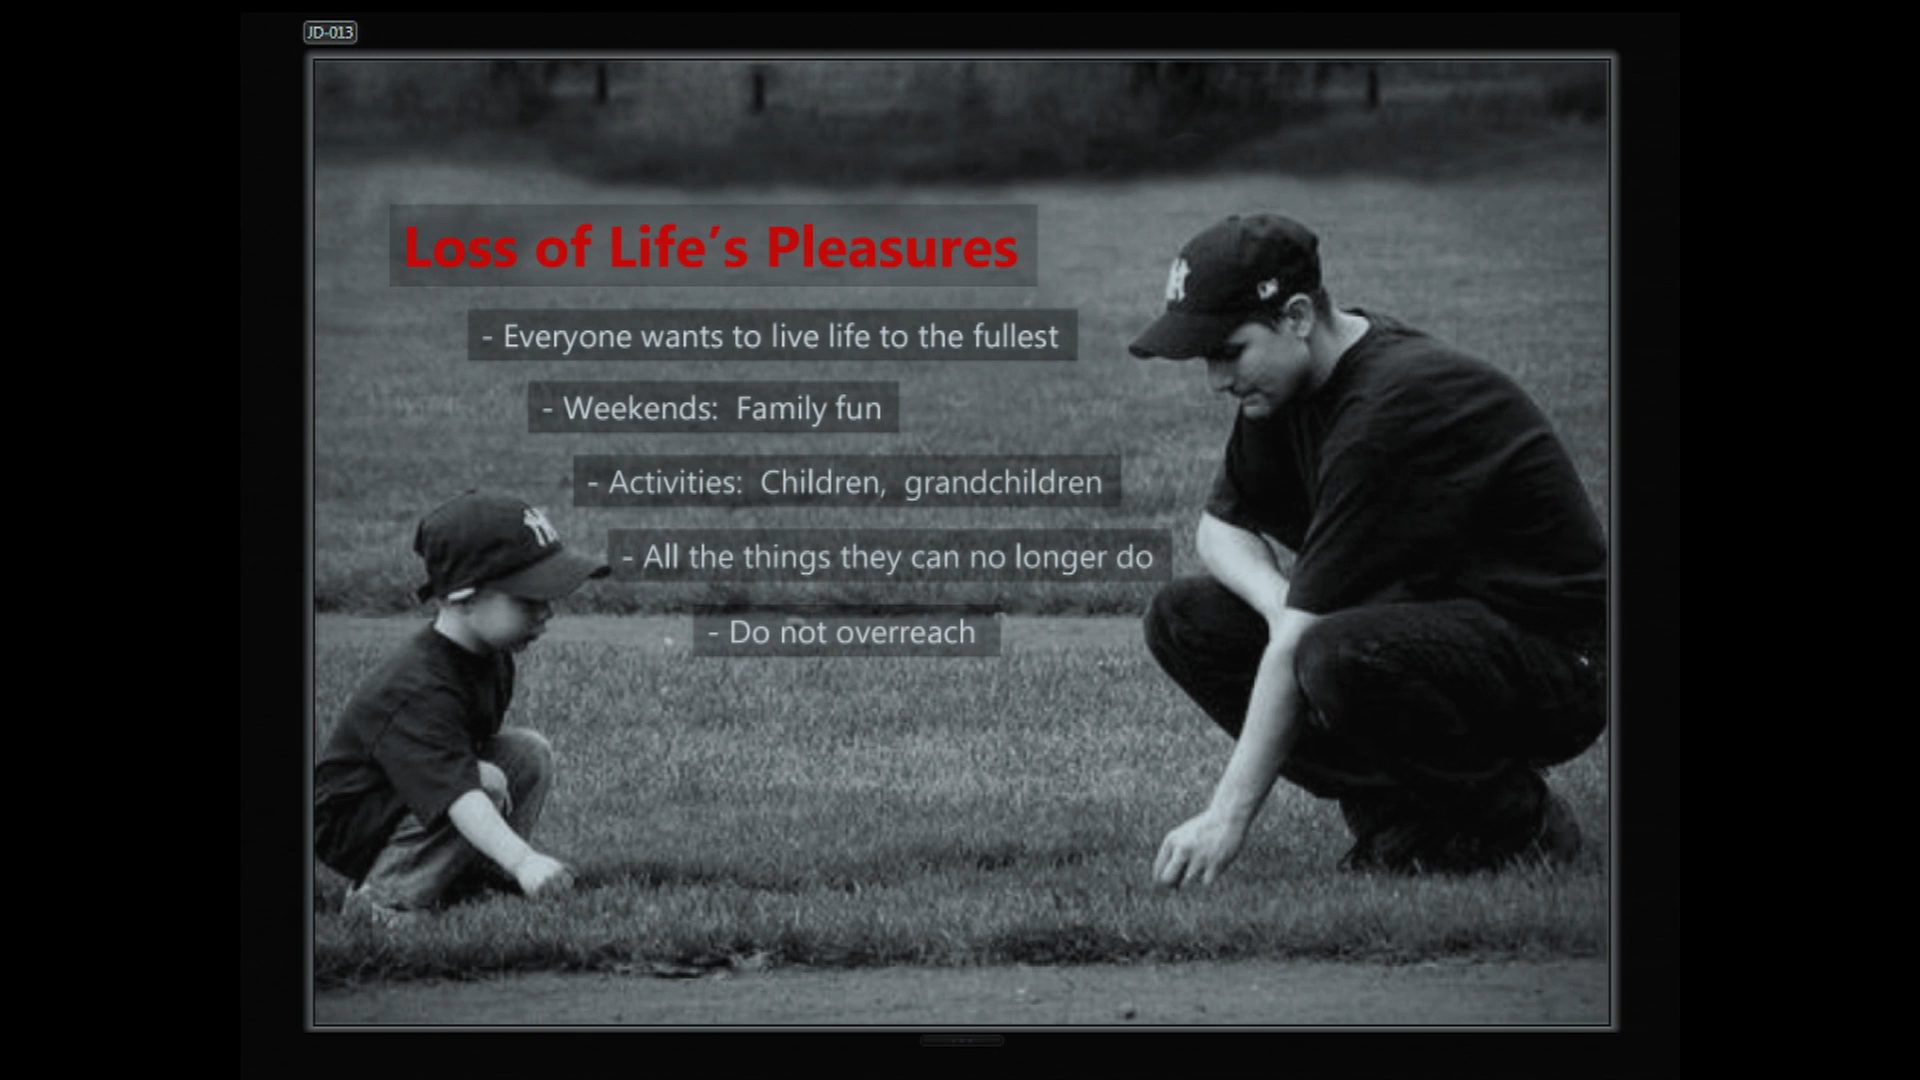 JD-013
Loss of Life's Pleasures
- Everyone wants to live life to the fullest
- Weekends:  Family fun
- Activities:  Children,  grandchildren
- All the things they can no longer do
- Do not overreach